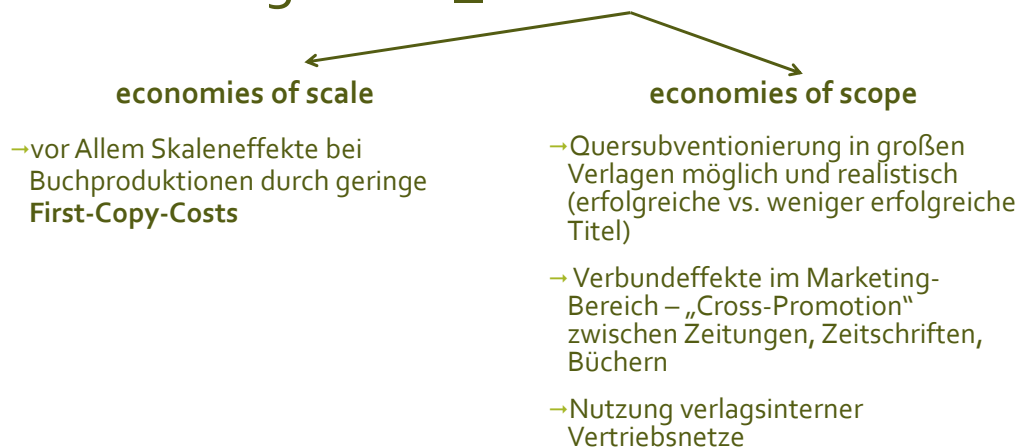 economies of scale
→vor Allem Skaleneffekte bei
Buchproduktionen durch geringe
First-Copy-Costs
economies of scope
→Quersubventionierung in großen
Verlagen möglich und realistisch
(erfolgreiche vs. weniger erfolgreiche
Titel)
→ Verbundeffekte im Marketing-
Bereich – „Cross-Promotion“
zwischen Zeitungen, Zeitschriften,
Büchern
→Nutzung verlagsinterner
Vertriebsnetze